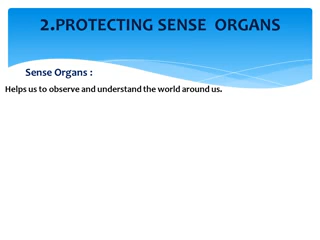 2.PROTECTING SENSE ORGANS
Sense Organs :
Helps us to observe and understand the world around us.